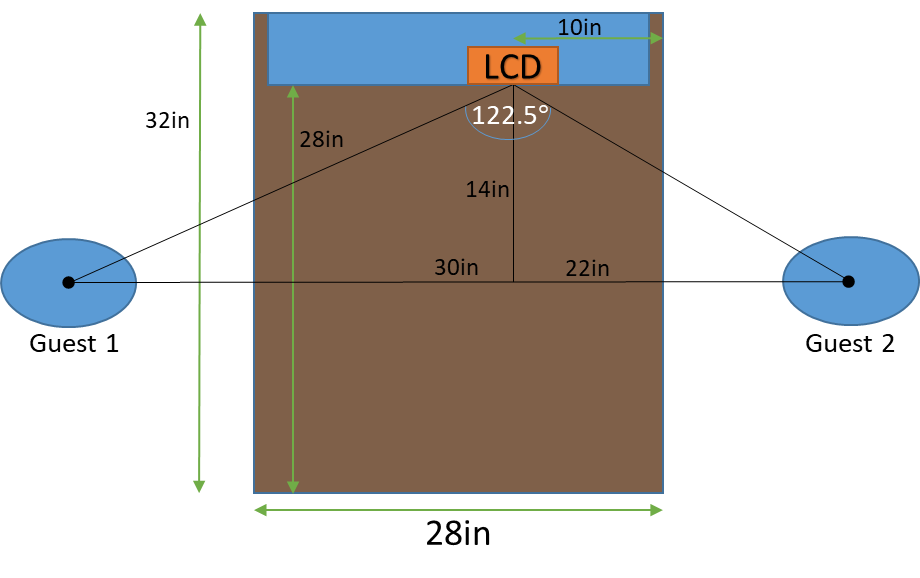 10in
LCD
32in
122.5°
28in
14in
30in
22in
Guest 1
Guest 2
28in